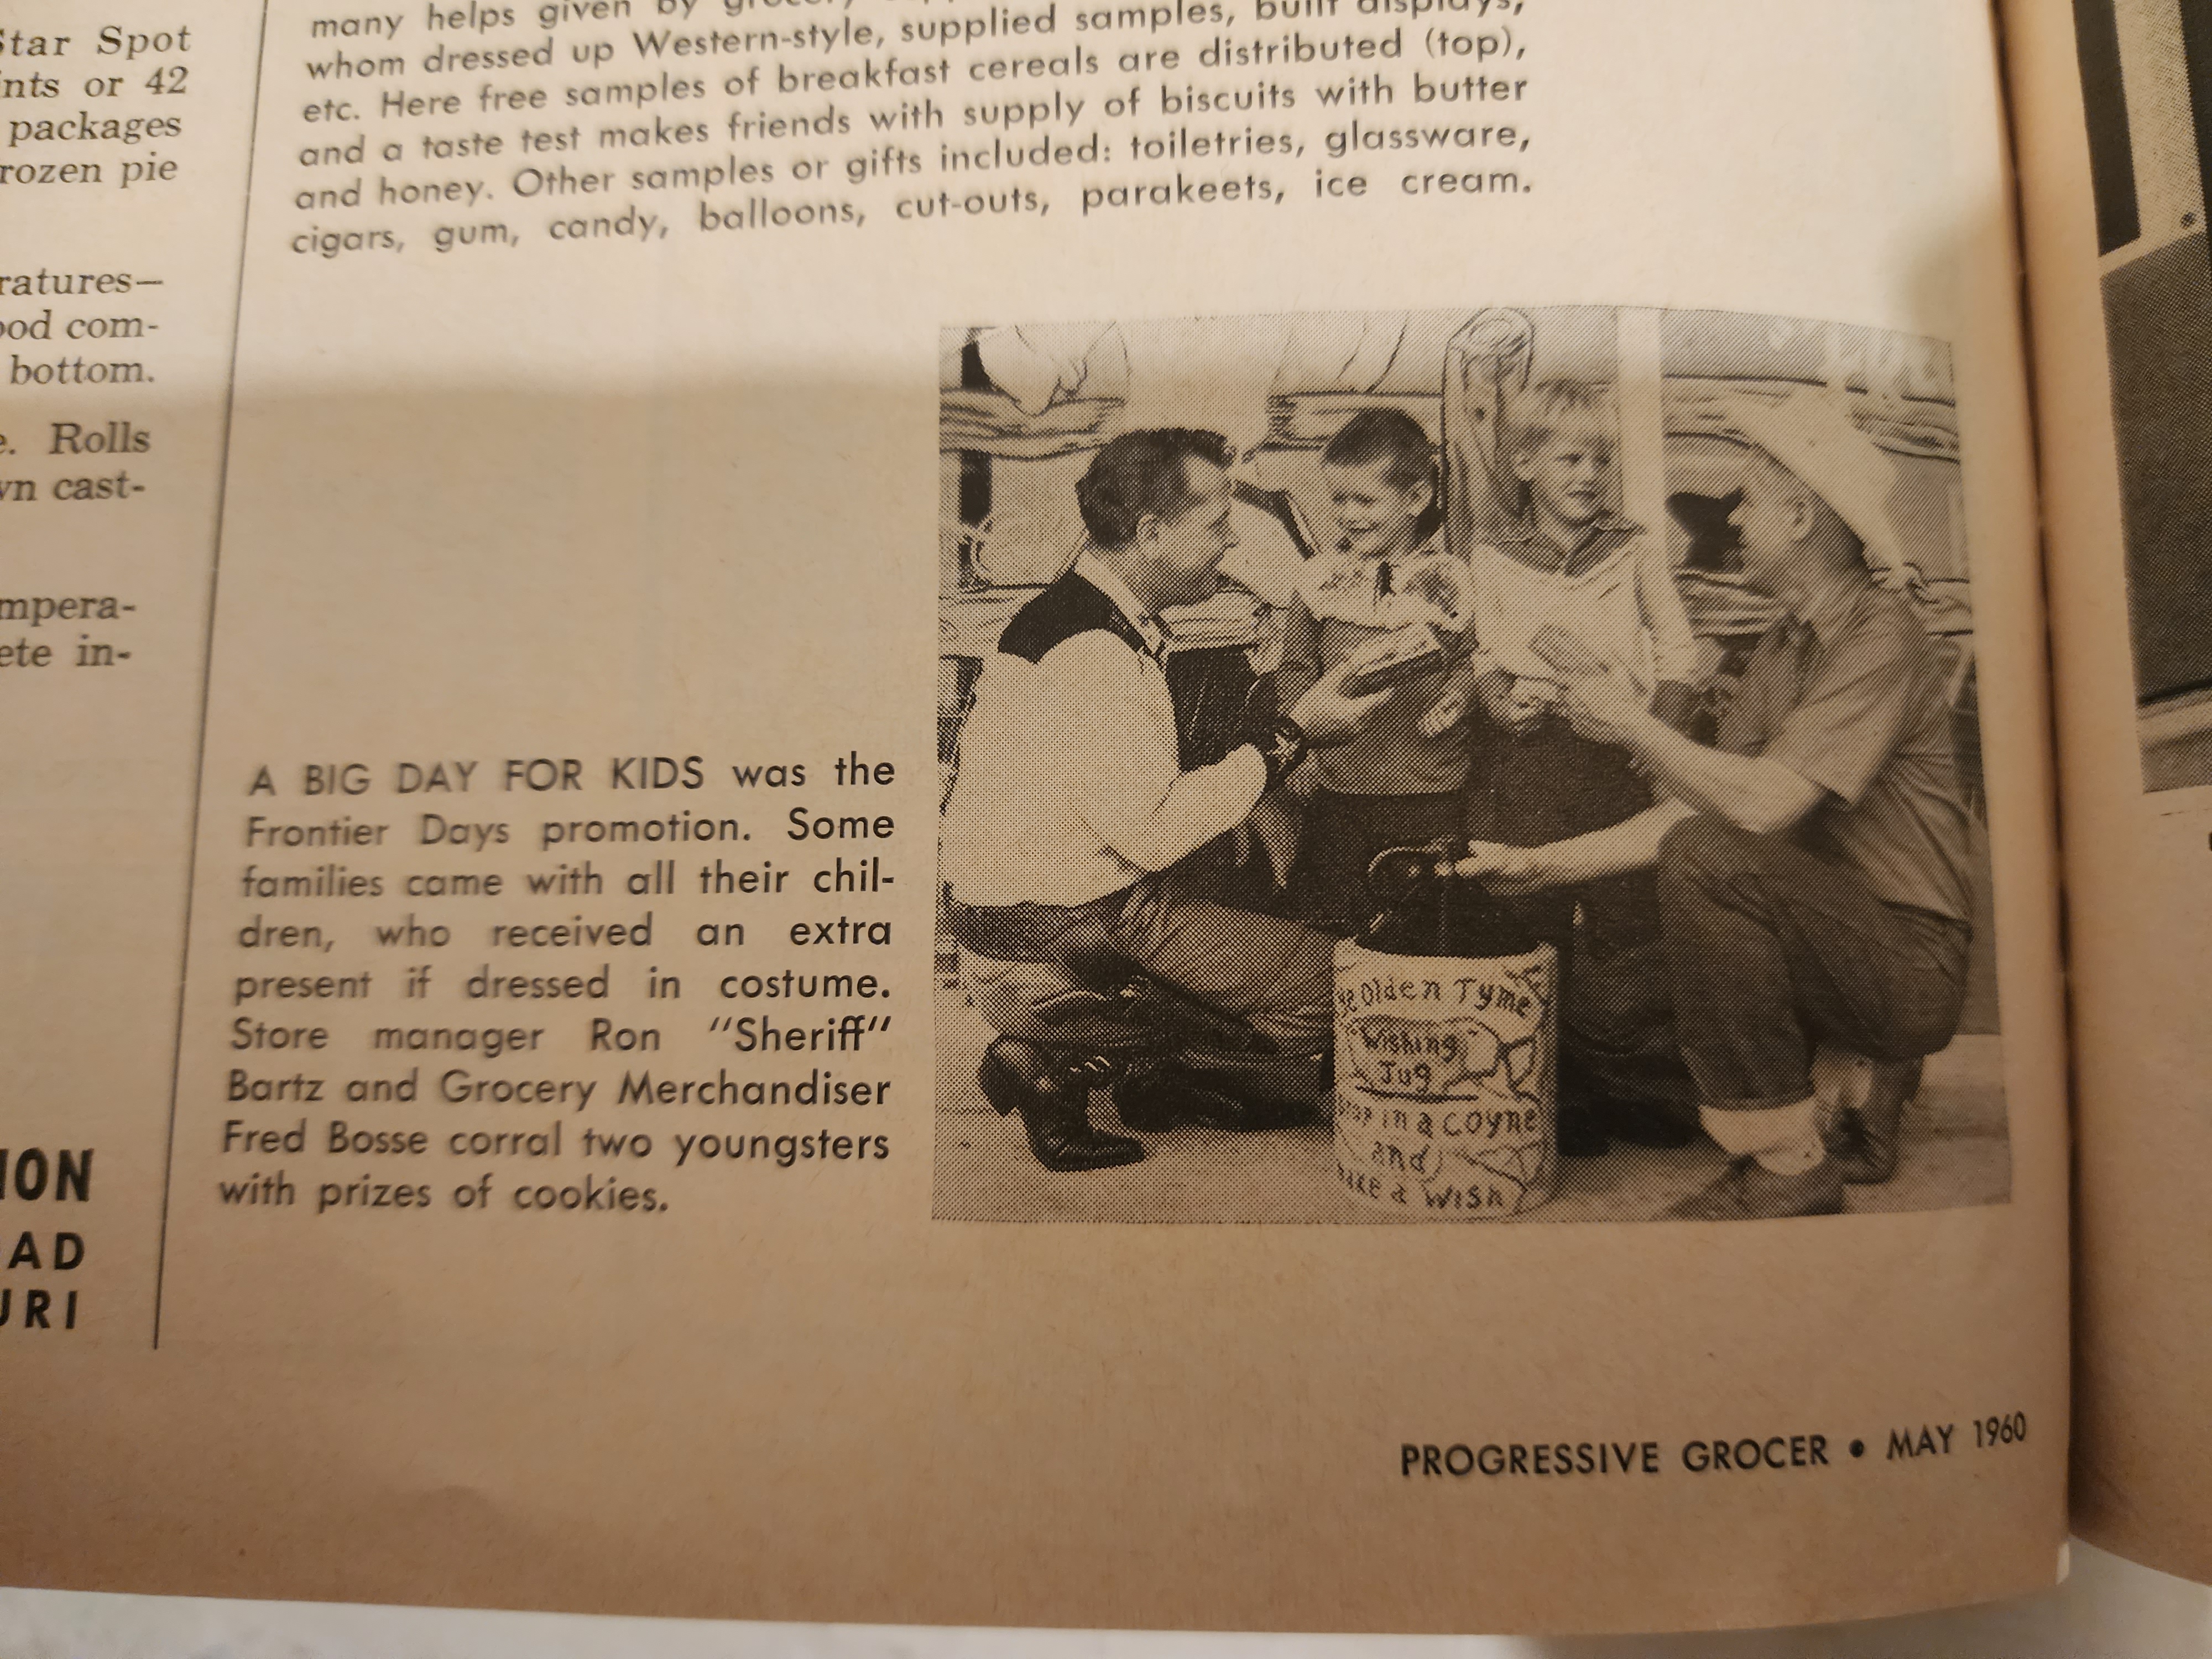 Star Spot
nts or 42
packages
rozen pie
ratures—
ood com-
bottom.
e. Rolls
wn cast-
mpera-
ete in-
ION
AD
URI
many helps given by
whom dressed up Western-style, supplied samples, built displays,
etc. Here free samples of breakfast cereals are distributed (top),
and a taste test makes friends with supply of biscuits with butter
and honey. Other samples or gifts included: toiletries, glassware,
cigars, gum, candy, balloons, cut-outs, parakeets, ice cream.
A BIG DAY FOR KIDS was the
Frontier Days promotion. Some
families came with all their chil-
dren, who received an extra
present if dressed in costume.
Store manager Ron "Sheriff"
Bartz and Grocery Merchandiser
Fred Bosse corral two youngsters
with prizes of cookies.
Ye Olden Tyme
Wishing
Jug
in a Coyne
and
a Wish
PROGRESSIVE GROCER • MAY 1960